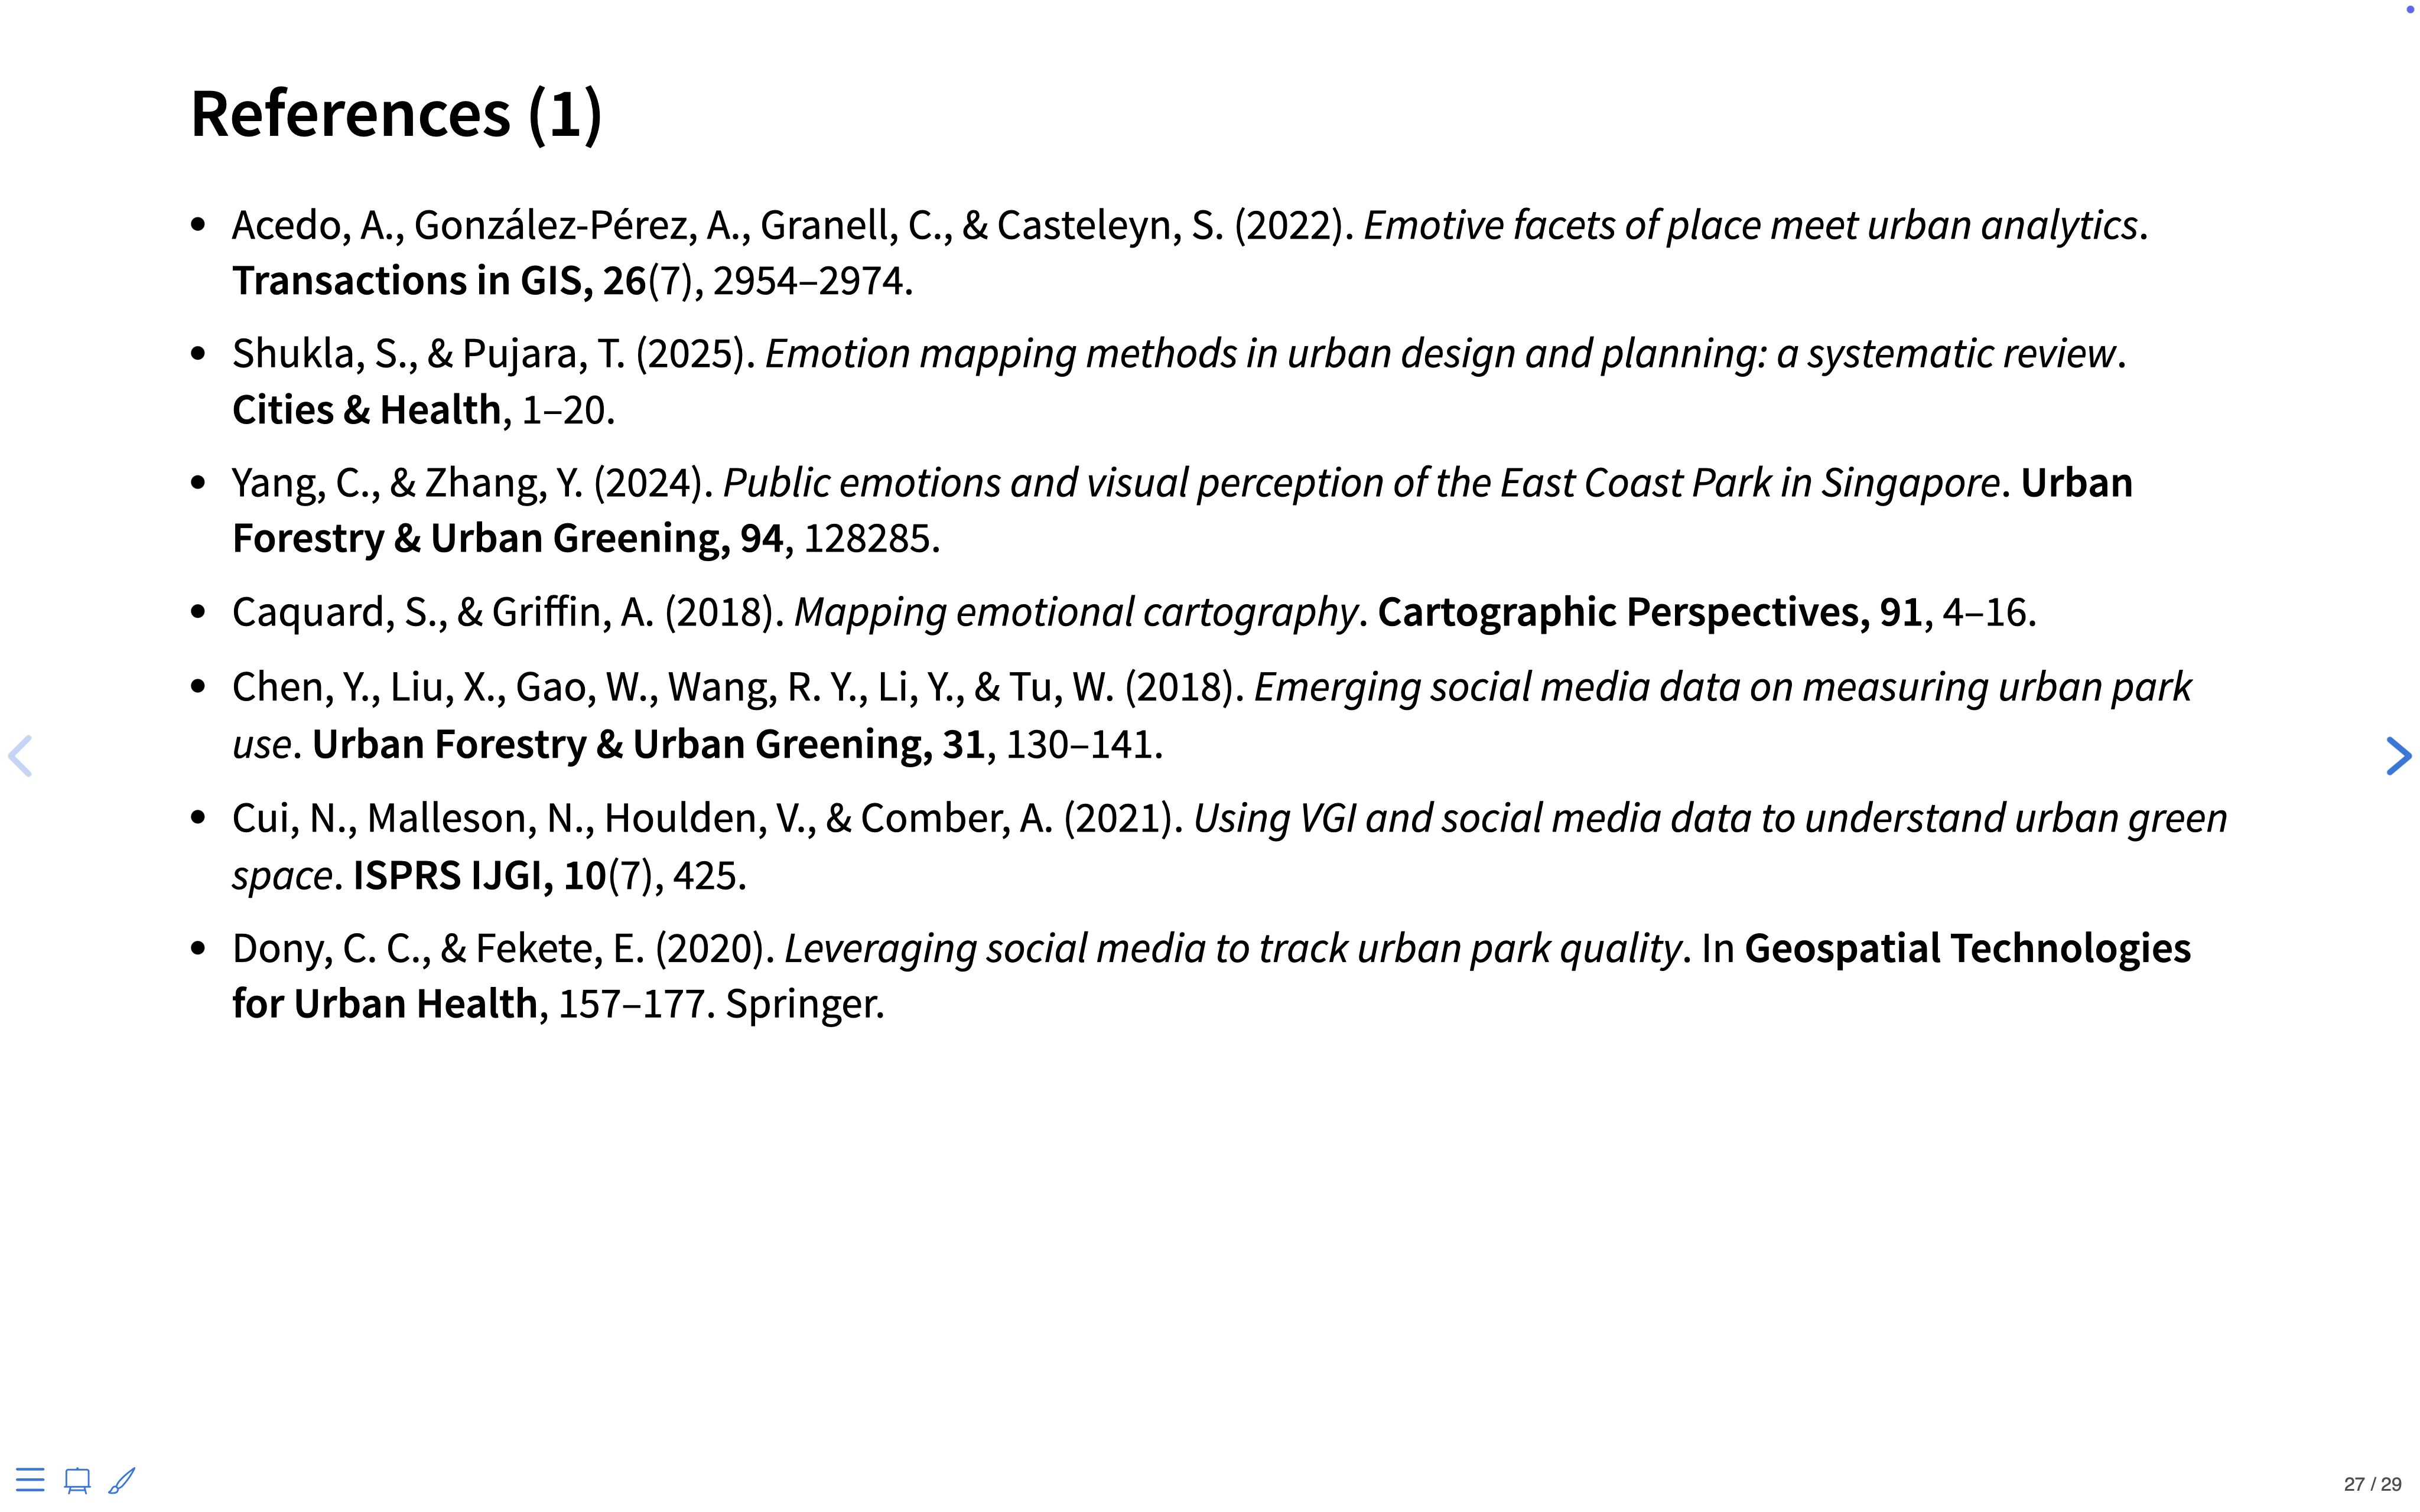 References (1)
• Acedo, A., González-Pérez, A., Granell, C., & Casteleyn, S. (2022). Emotive facets of place meet urban analytics.
Transactions in GIS, 26(7), 2954–2974.
• Shukla, S., & Pujara, T. (2025). Emotion mapping methods in urban design and planning: a systematic review.
Cities & Health, 1–20.
• Yang, C., & Zhang, Y. (2024). Public emotions and visual perception of the East Coast Park in Singapore. Urban
Forestry & Urban Greening, 94, 128285.
• Caquard, S., & Griffin, A. (2018). Mapping emotional cartography. Cartographic Perspectives, 91, 4–16.
• Chen, Y., Liu, X., Gao, W., Wang, R. Y., Li, Y., & Tu, W. (2018). Emerging social media data on measuring urban park
use. Urban Forestry & Urban Greening, 31, 130–141.
• Cui, N., Malleson, N., Houlden, V., & Comber, A. (2021). Using VGI and social media data to understand urban green
space. ISPRS IJGI, 10(7), 425.
• Dony, C. C., & Fekete, E. (2020). Leveraging social media to track urban park quality. In Geospatial Technologies
for Urban Health, 157–177. Springer.
27 / 29